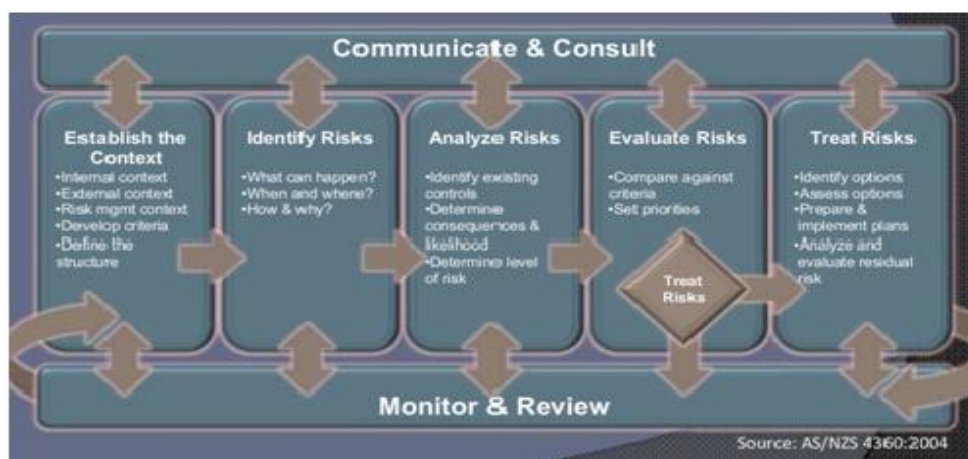 Communicate & Consult
Establish the
Context
•Internal context
•External context
•Risk mgmt context
•Develop criteria
•Define the
structure
Identify Risks
•What can happen?
•When and where?
•How & why?
Analyze Risks
•Identify existing
controls
•Determine
consequences &
likelihood
•Determine level
of risk
Evaluate Risks
•Compare against
criteria
•Set priorities
Treat
Risks
Treat Risks
•Identify options
•Assess options
•Prepare &
implement plans
•Analyze and
evaluate residual
risk
Monitor & Review
Source: AS/NZS 4360:2004